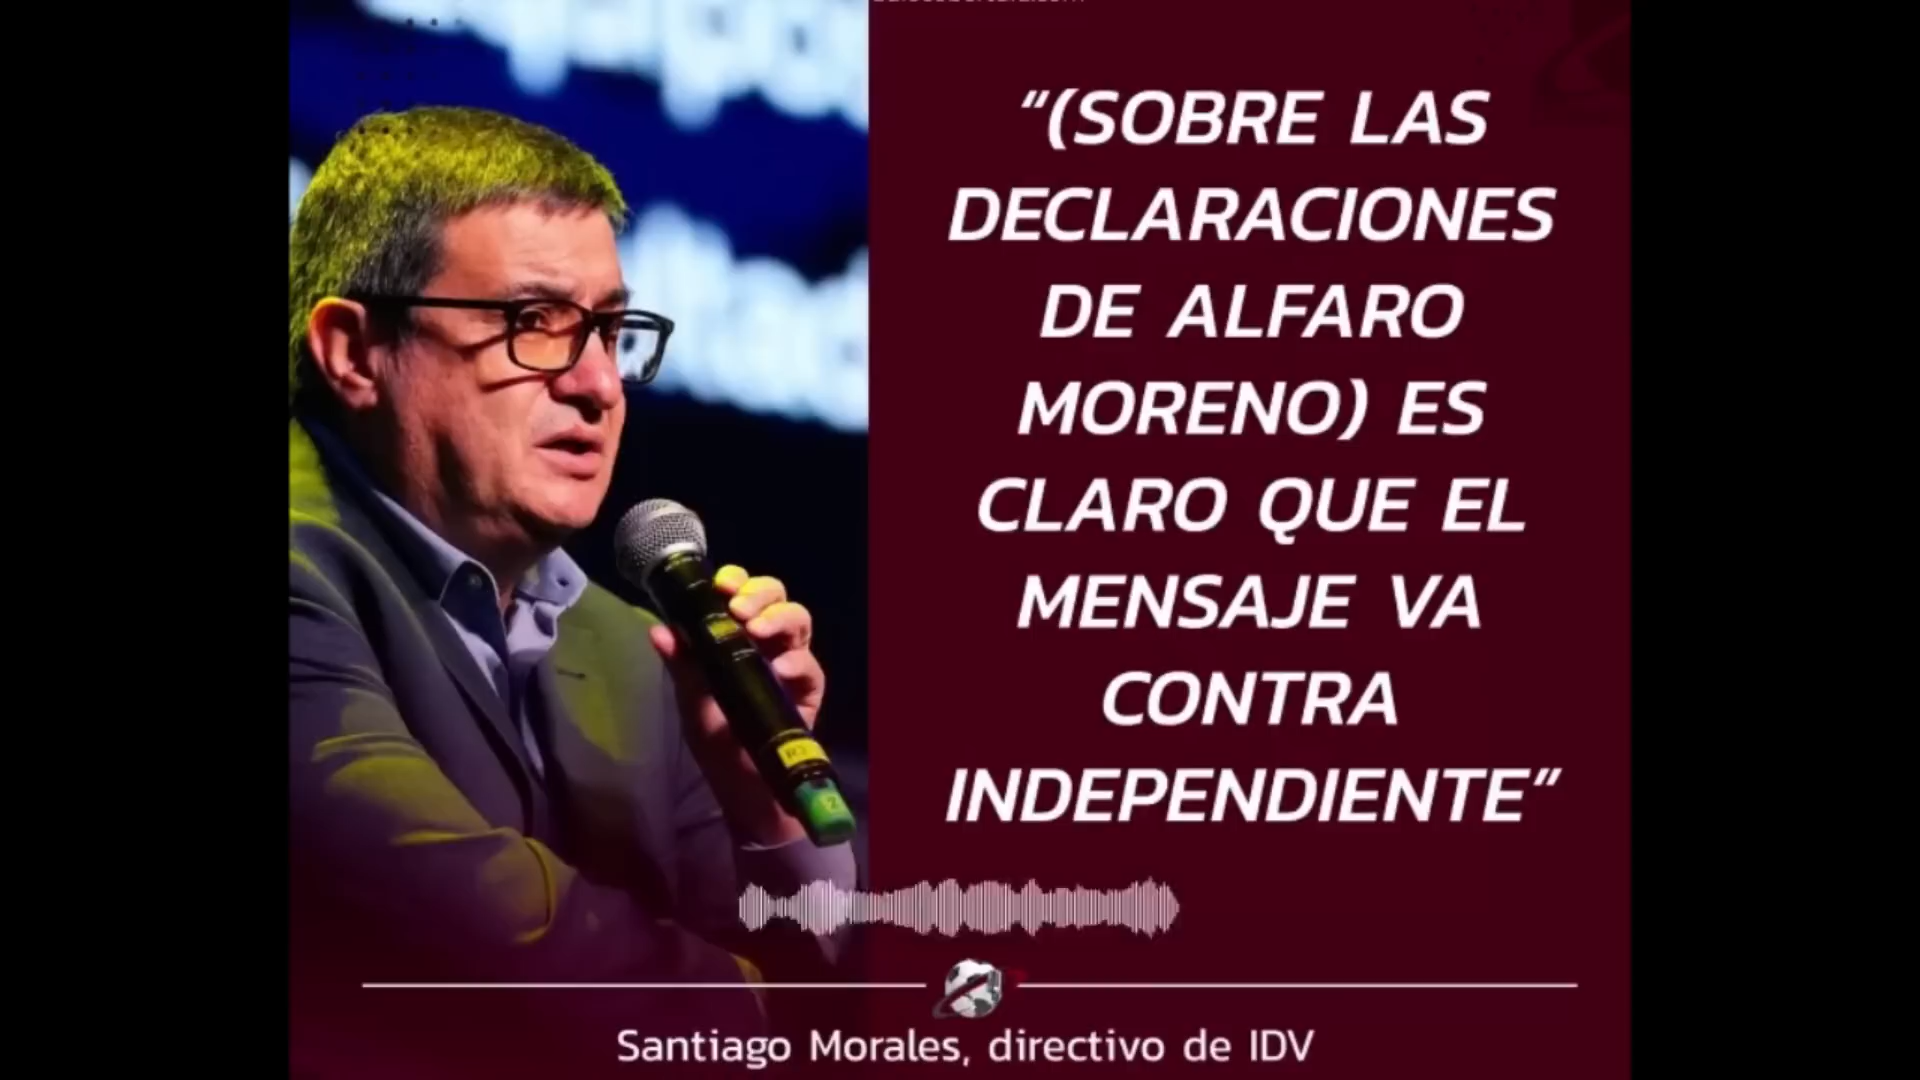 “(SOBRE LAS
DECLARACIONES
DE ALFARO
MORENO) ES
CLARO QUE EL
MENSAJE VA
CONTRA
INDEPENDIENTE”
Santiago Morales, directivo de IDV